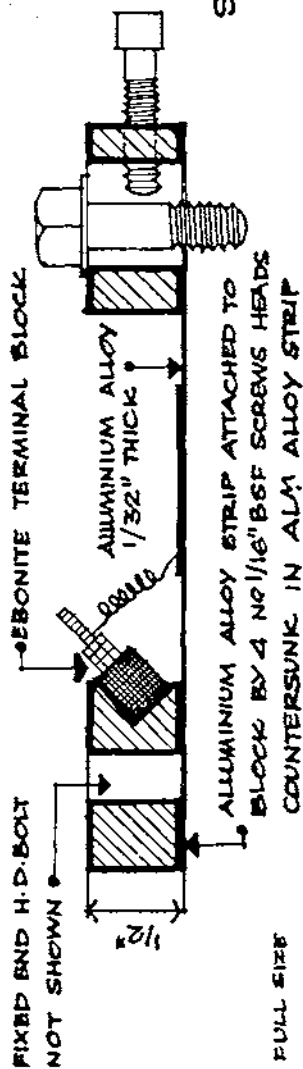 FIXED END H.D. BOLT
NOT SHOWN
EBONITE TERMINAL BLOCK
ALUMINIUM ALLOY
1/32" THICK
1/2"
ALUMINIUM ALLOY STRIP ATTACHED TO
BLOCK BY 4 No 1/16" BSF SCREWS HEADS
COUNTERSUNK IN ALM ALLOY STRIP
FULL SIZE
S